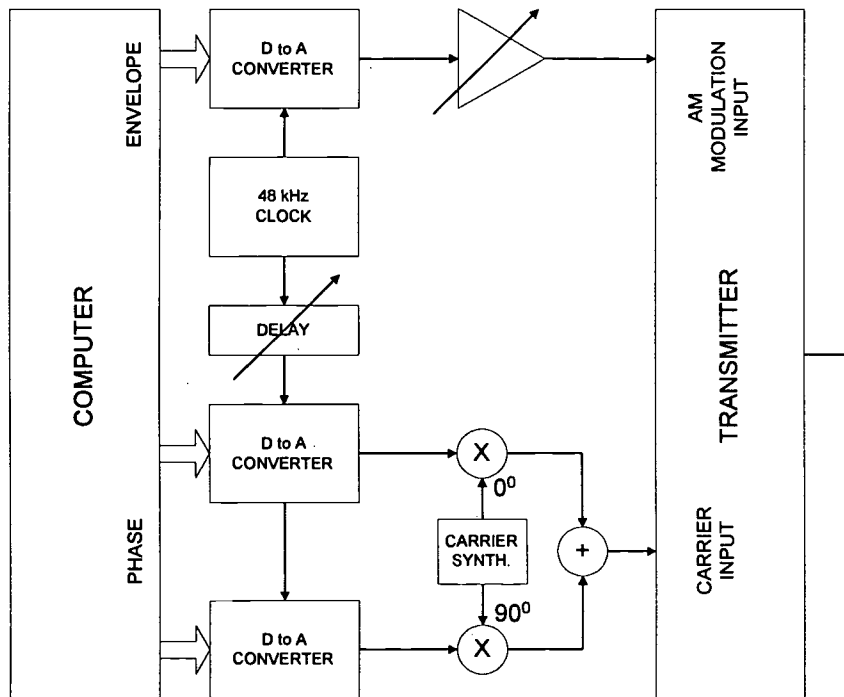 COMPUTER
ENVELOPE
PHASE
D to A
CONVERTER
48 kHz
CLOCK
DELAY
D to A
CONVERTER
D to A
CONVERTER
X
0⁰
CARRIER
SYNTH.
90⁰
X
+
TRANSMITTER
AM
MODULATION
INPUT
CARRIER
INPUT